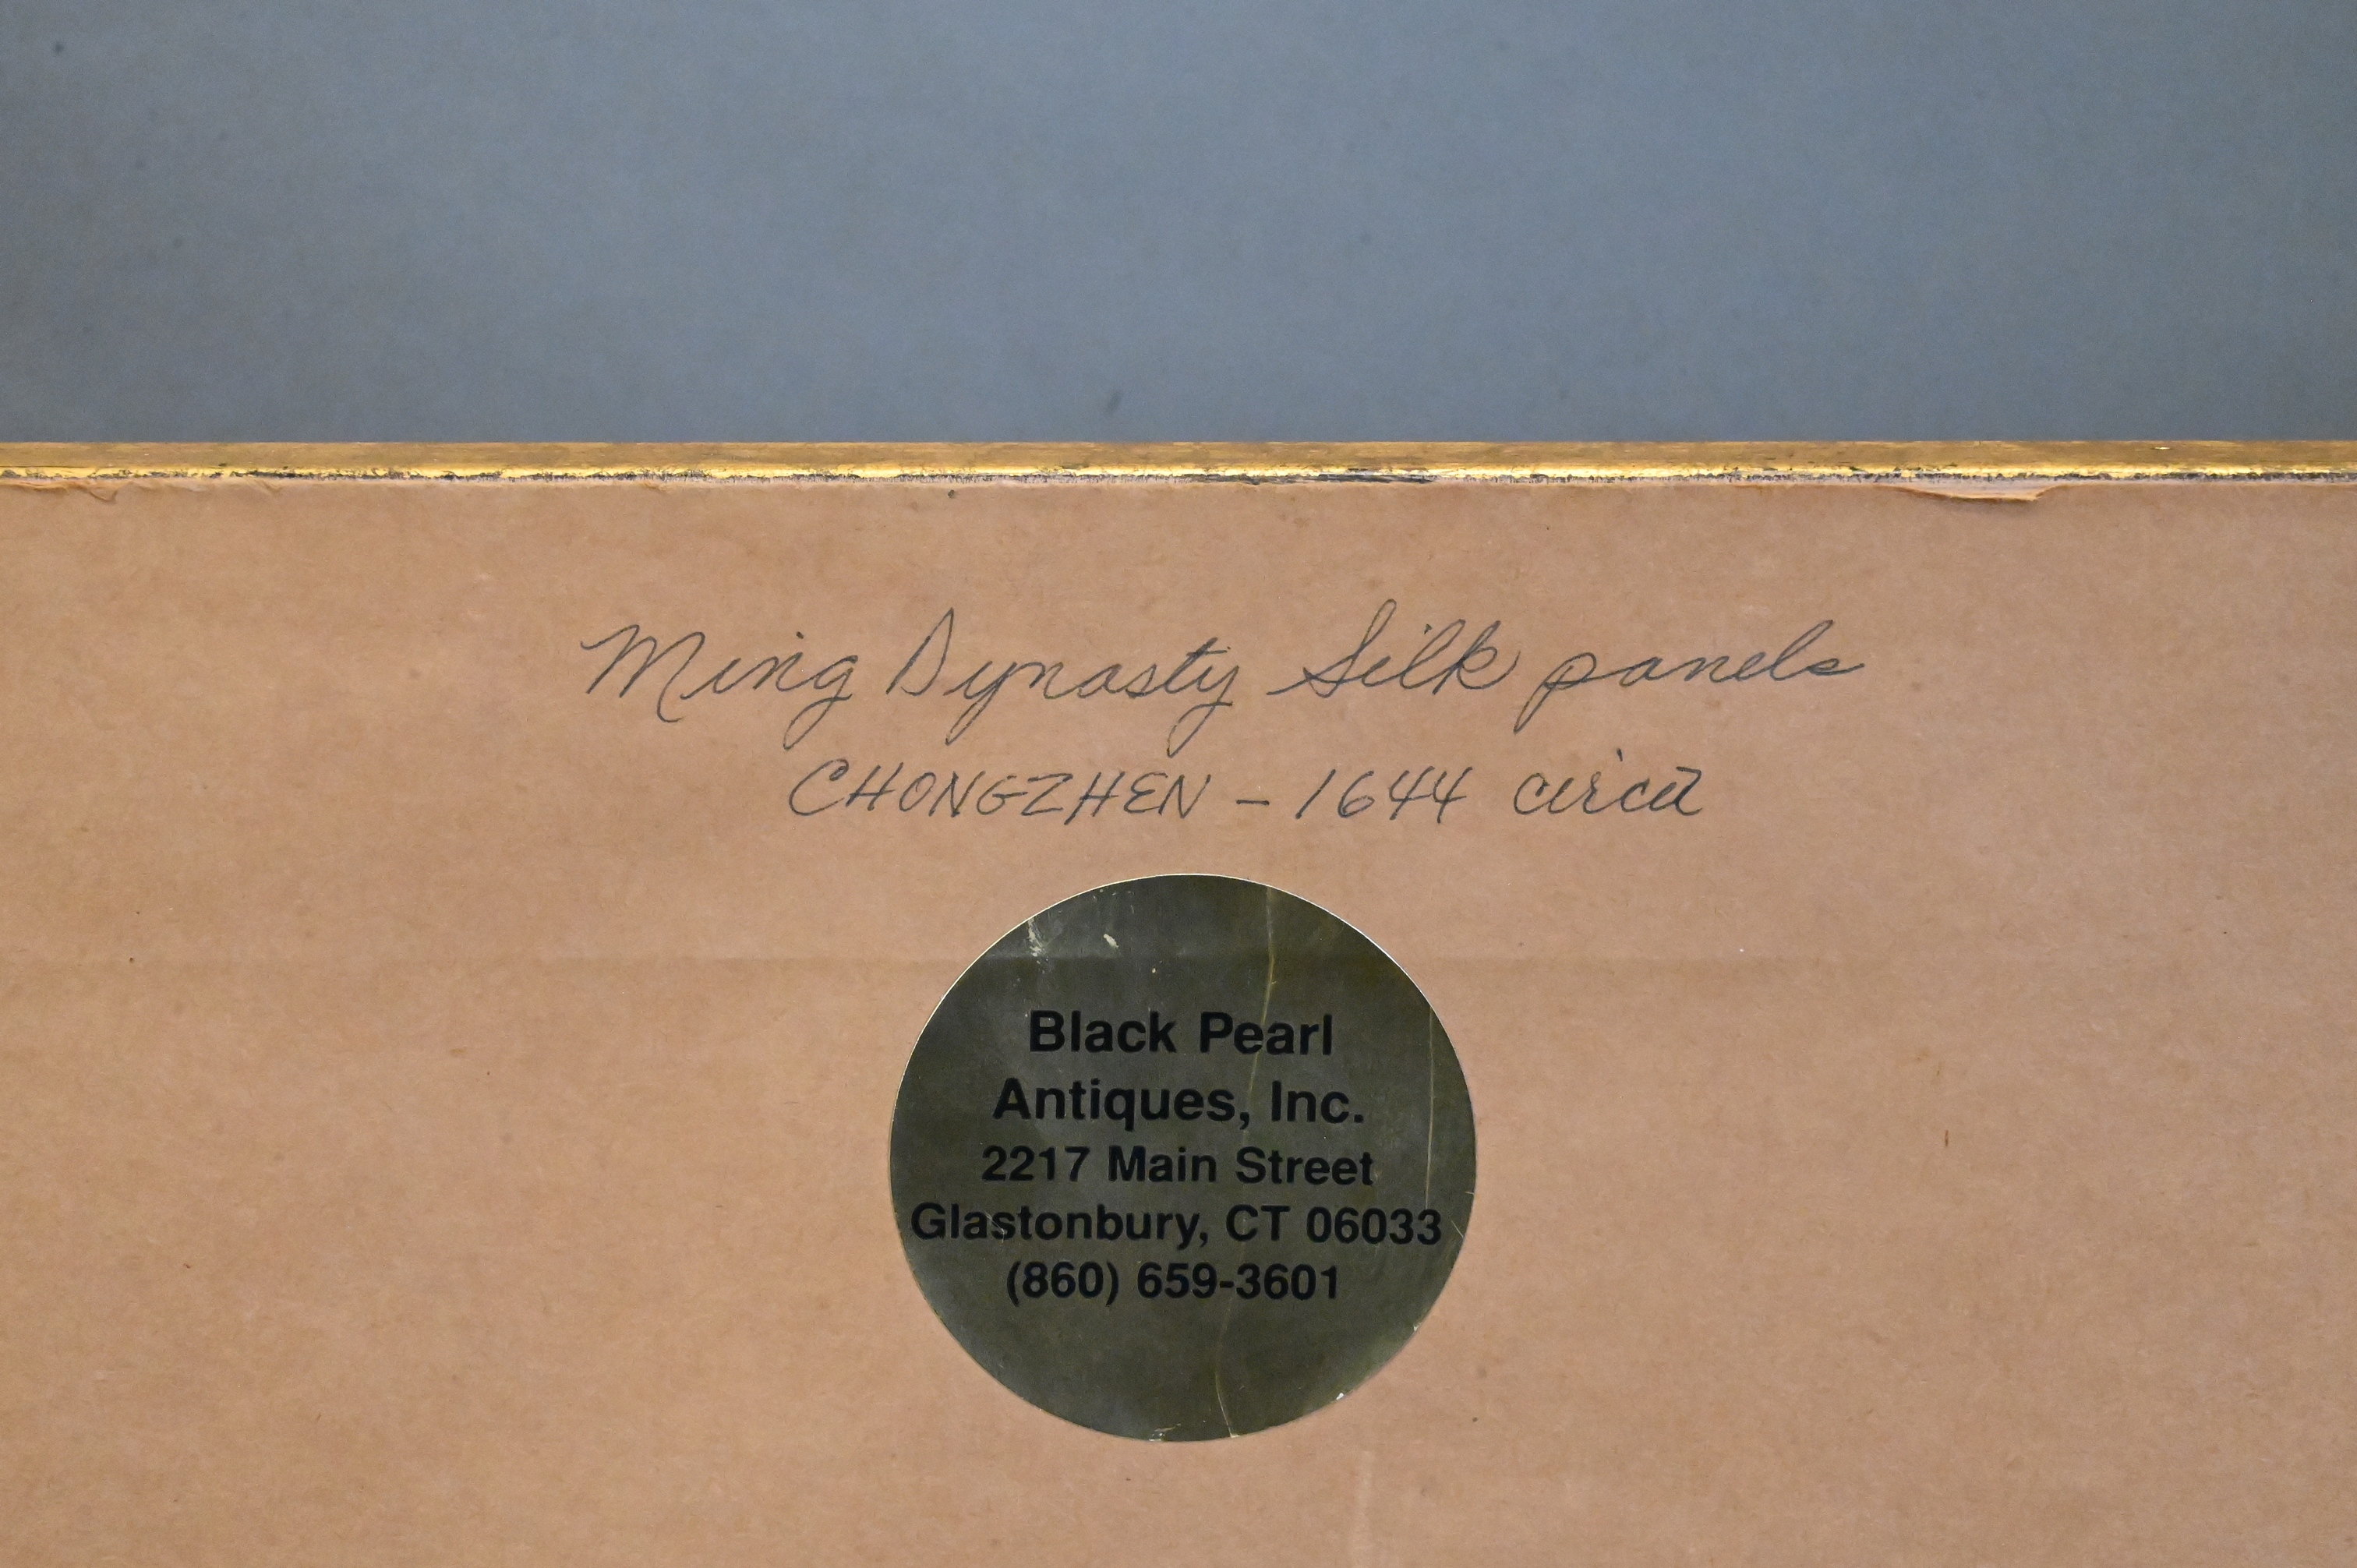 Ming Dynasty Silk panels
CHONGZHEN - 1644 circa
Black Pearl
Antiques, Inc.
2217 Main Street
Glastonbury, CT 06033
(860) 659-3601